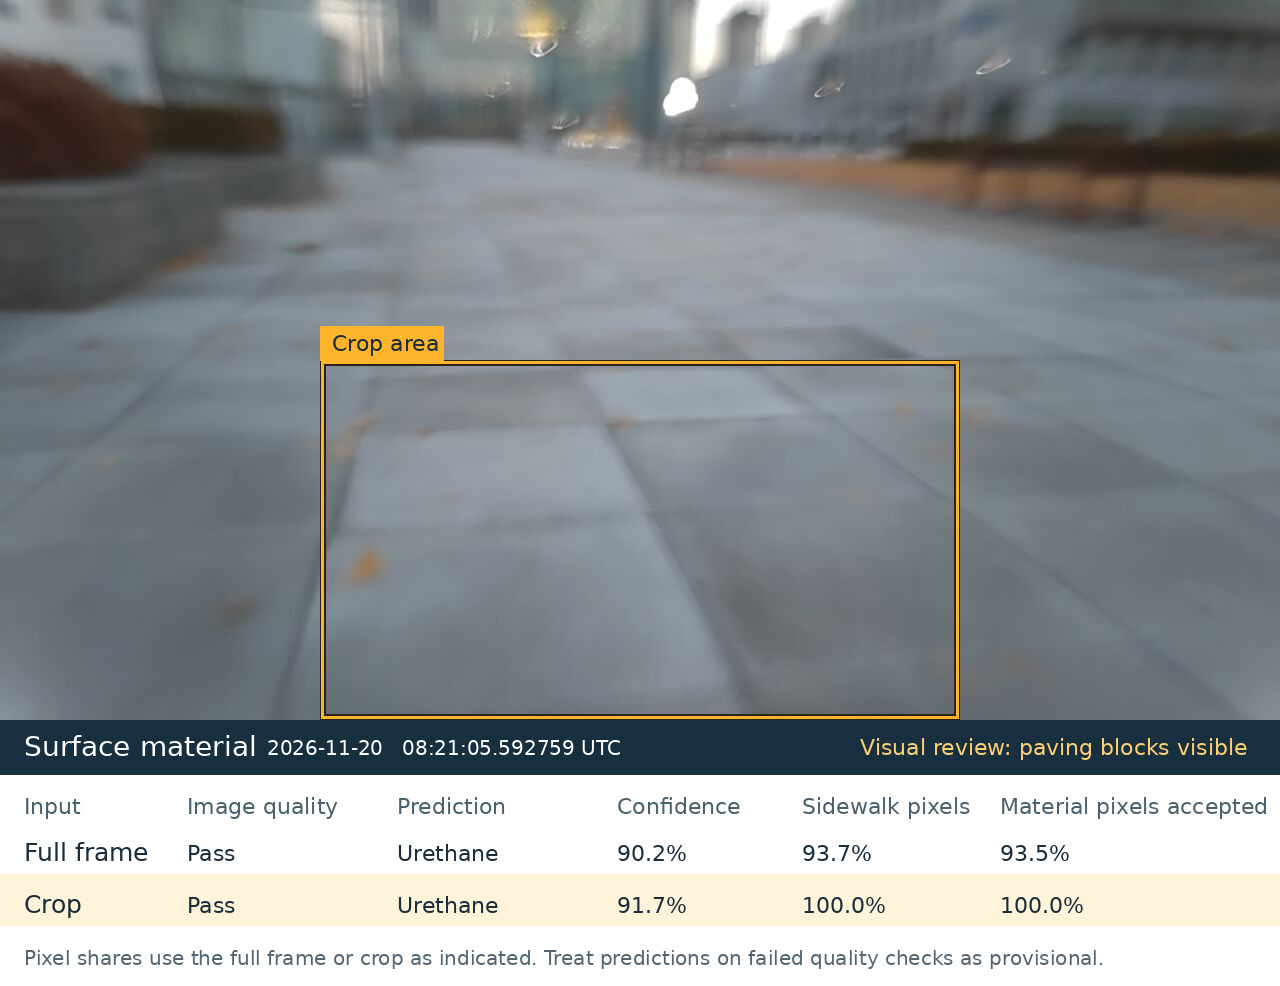 Crop area
Surface material 2026-11-20 08:21:05.592759 UTC Visual review: paving blocks visible
Input Image quality Prediction Confidence Sidewalk pixels Material pixels accepted
Full frame Pass Urethane 90.2% 93.7% 93.5%
Crop Pass Urethane 91.7% 100.0% 100.0%
Pixel shares use the full frame or crop as indicated. Treat predictions on failed quality checks as provisional.